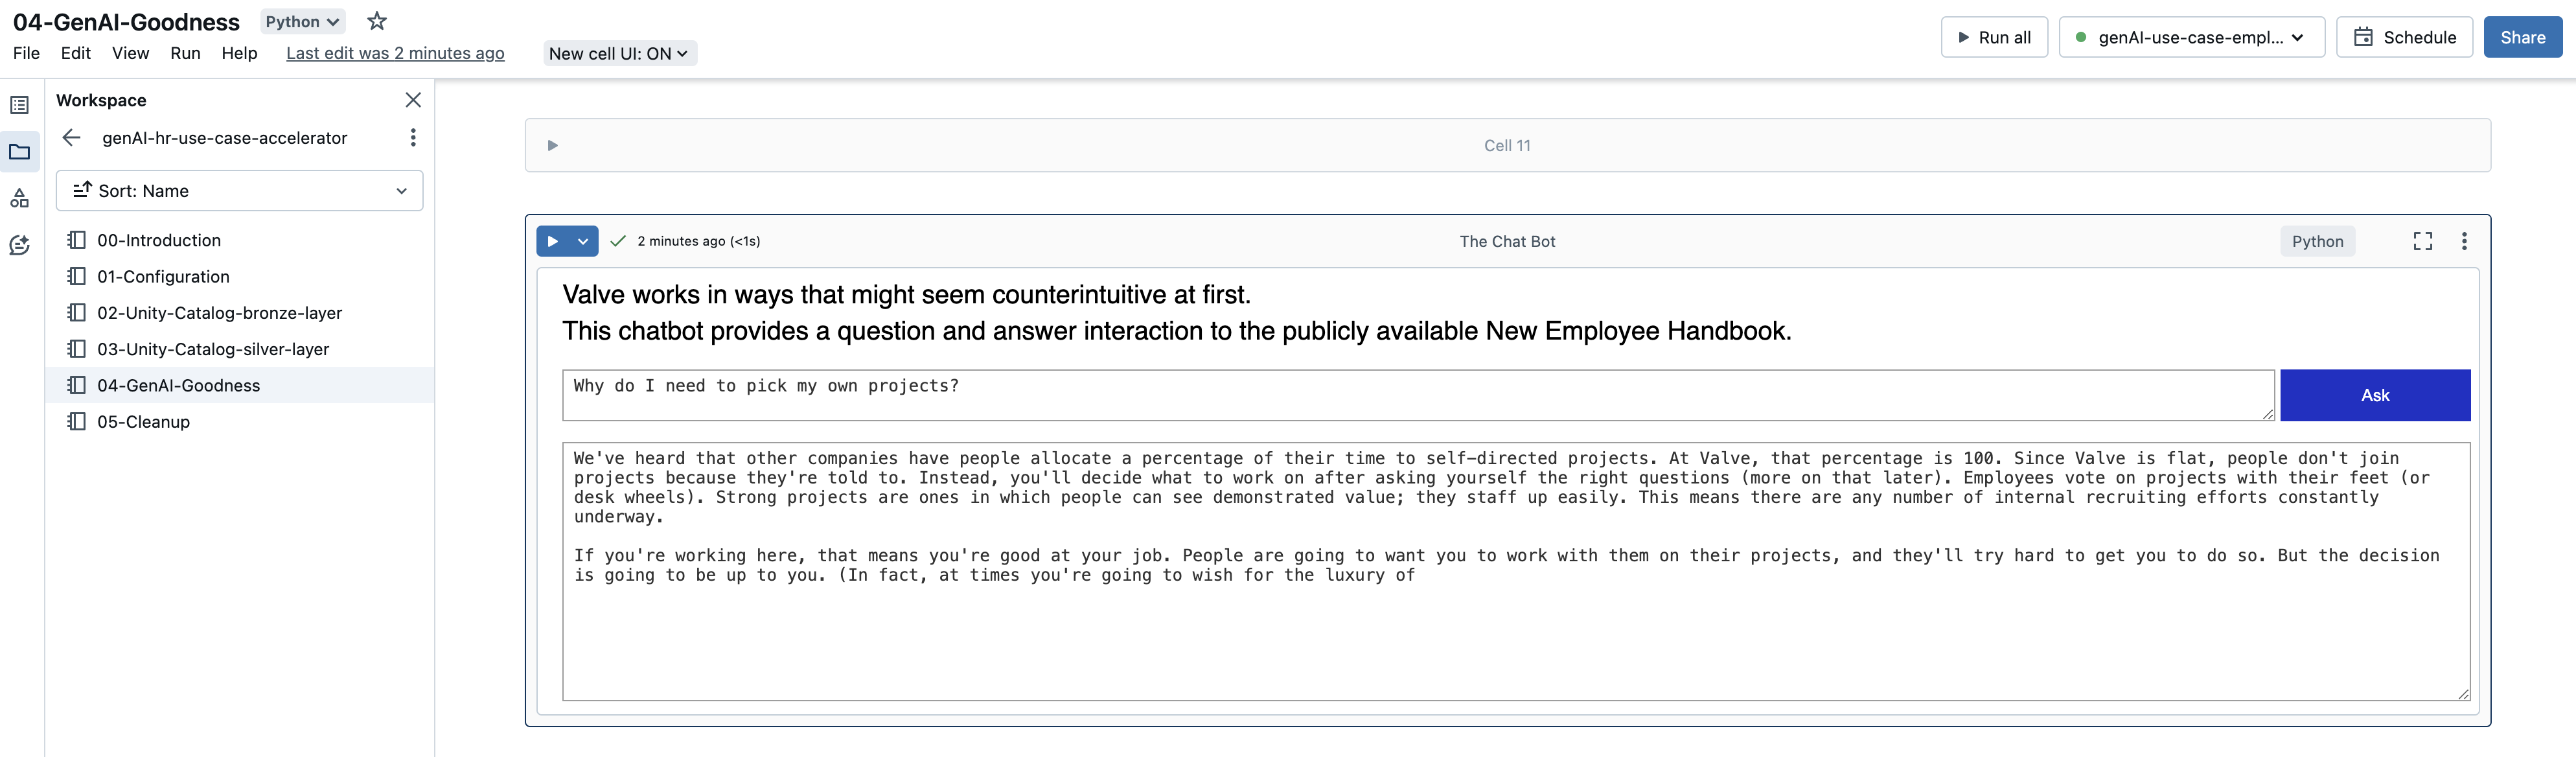 04-GenAI-Goodness
Python
File Edit View Run Help Last edit was 2 minutes ago New cell UI: ON
Run all
genAI-use-case-empl...
Schedule
Share
Workspace
genAI-hr-use-case-accelerator
Sort: Name
00-Introduction
01-Configuration
02-Unity-Catalog-bronze-layer
03-Unity-Catalog-silver-layer
04-GenAI-Goodness
05-Cleanup
Cell 11
2 minutes ago (<1s)
The Chat Bot
Python
Valve works in ways that might seem counterintuitive at first.
This chatbot provides a question and answer interaction to the publicly available New Employee Handbook.
Why do I need to pick my own projects?
Ask
We've heard that other companies have people allocate a percentage of their time to self-directed projects. At Valve, that percentage is 100. Since Valve is flat, people don't join
projects because they're told to. Instead, you'll decide what to work on after asking yourself the right questions (more on that later). Employees vote on projects with their feet (or
desk wheels). Strong projects are ones in which people can see demonstrated value; they staff up easily. This means there are any number of internal recruiting efforts constantly
underway.
If you're working here, that means you're good at your job. People are going to want you to work with them on their projects, and they'll try hard to get you to do so. But the decision
is going to be up to you. (In fact, at times you're going to wish for the luxury of